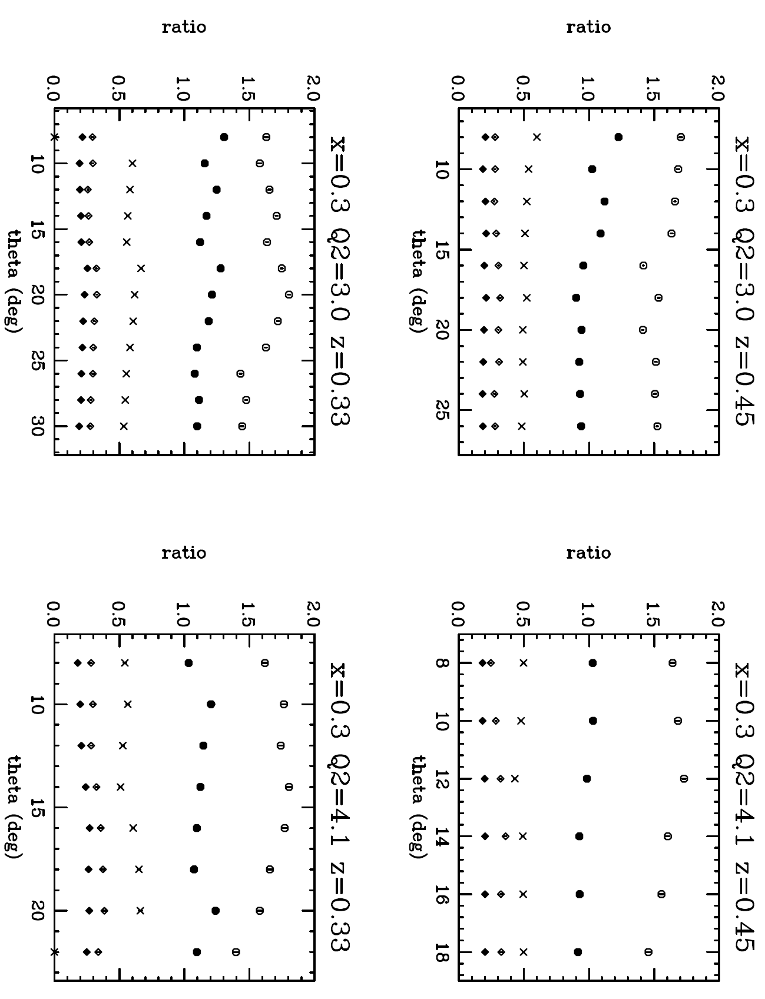 x=0.3 Q2=3.0 z=0.45
2.0
1.5
1.0
0.5
0.0
ratio
10 15 20 25
theta (deg)
x=0.3 Q2=4.1 z=0.45
2.0
1.5
1.0
0.5
0.0
ratio
8 10 12 14 16 18
theta (deg)
x=0.3 Q2=3.0 z=0.33
2.0
1.5
1.0
0.5
0.0
ratio
10 15 20 25 30
theta (deg)
x=0.3 Q2=4.1 z=0.33
2.0
1.5
1.0
0.5
0.0
ratio
10 15 20
theta (deg)